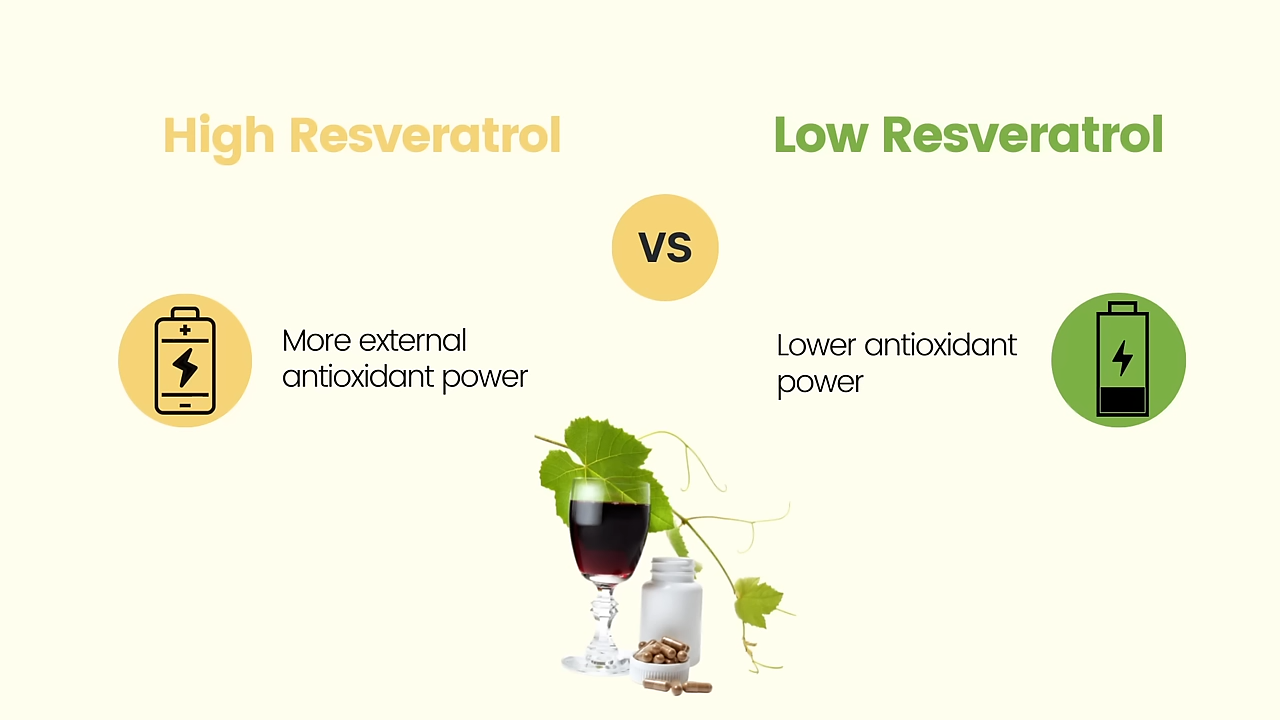 High Resveratrol
Low Resveratrol
VS
More external
antioxidant power
Lower antioxidant
power